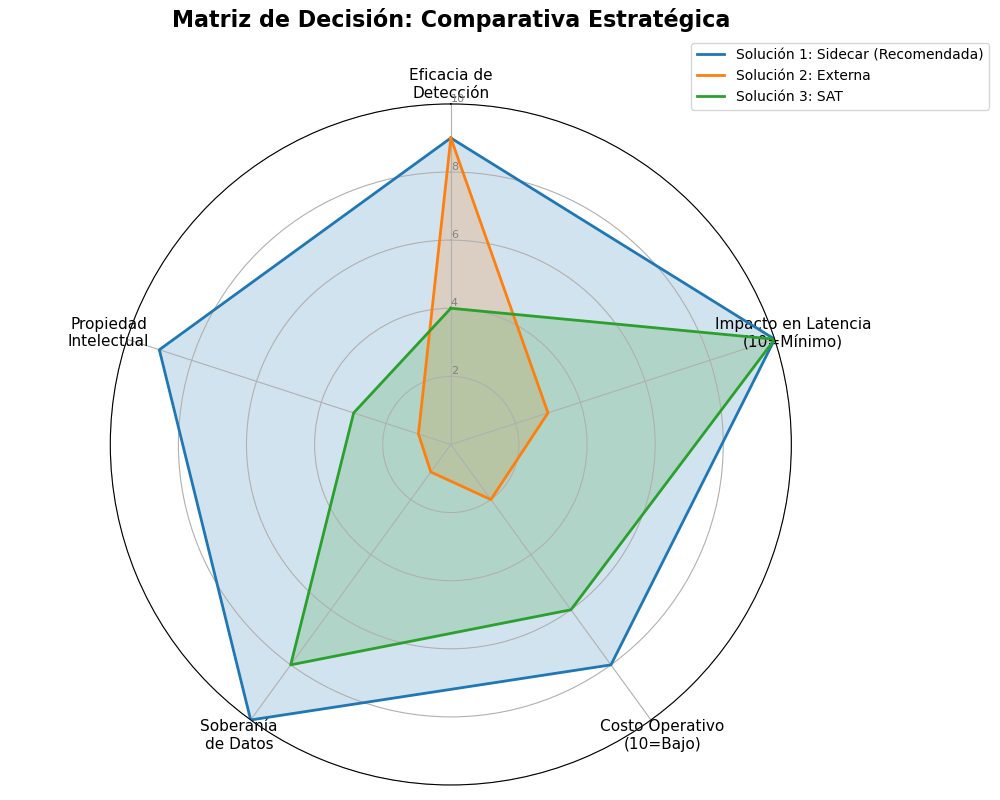 Matriz de Decisión: Comparativa Estratégica
Solución 1: Sidecar (Recomendada)
Solución 2: Externa
Solución 3: SAT
Eficacia de
Detección
10
8
6
4
2
Propiedad
Intelectual
Impacto en Latencia
(10=Mínimo)
Soberanía
de Datos
Costo Operativo
(10=Bajo)